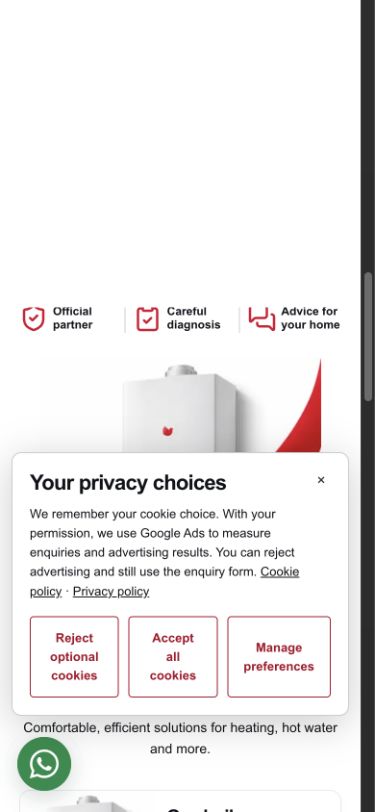 Official
partner
Careful
diagnosis
Advice for
your home
Your privacy choices
×
We remember your cookie choice. With your
permission, we use Google Ads to measure
enquiries and advertising results. You can reject
advertising and still use the enquiry form. Cookie
policy · Privacy policy
Reject
optional
cookies
Accept
all
cookies
Manage
preferences
Comfortable, efficient solutions for heating, hot water
and more.